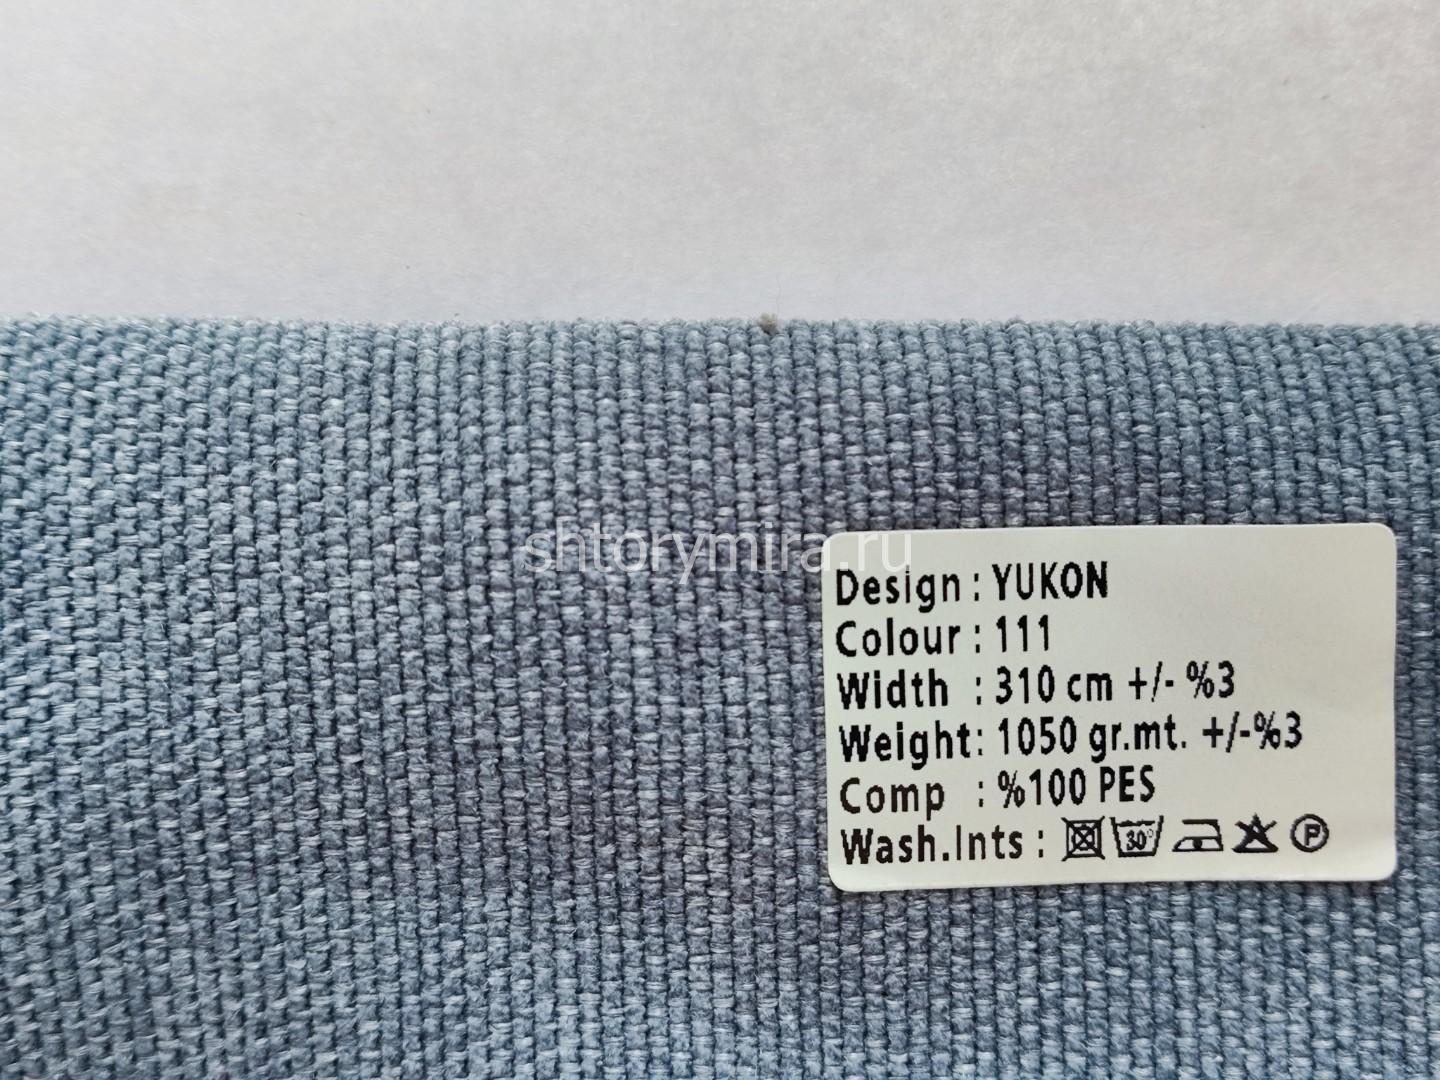 shtorymira.ru
Design : YUKON
Colour : 111
Width : 310 cm +/- %3
Weight: 1050 gr.mt. +/-%3
Comp : %100 PES
Wash.Ints : 30° P